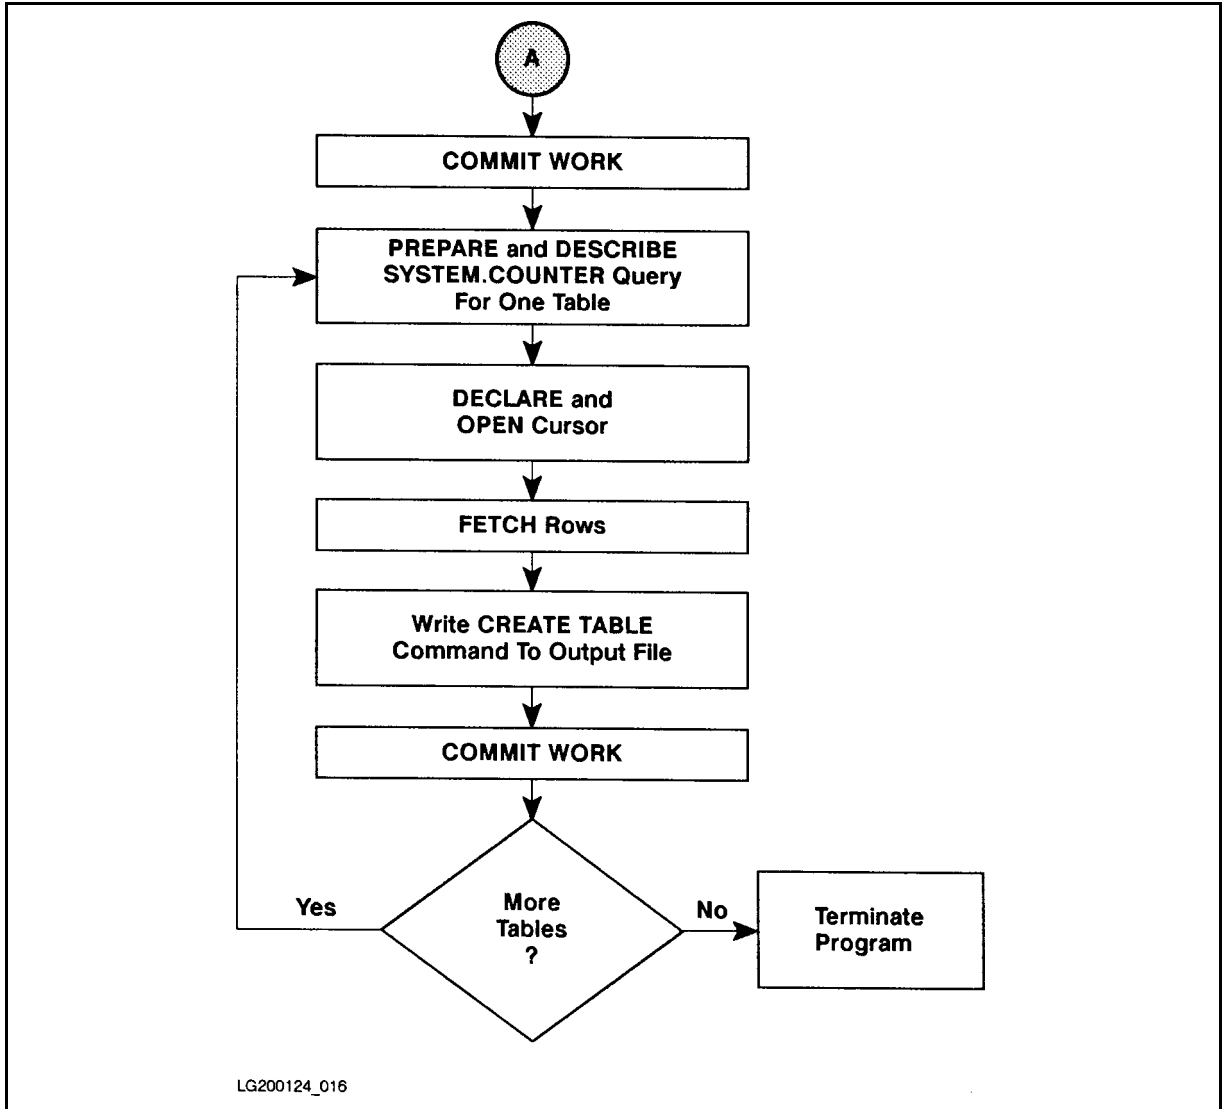 A
COMMIT WORK
PREPARE and DESCRIBE
SYSTEM.COUNTER Query
For One Table
DECLARE and
OPEN Cursor
FETCH Rows
Write CREATE TABLE
Command To Output File
COMMIT WORK
More
Tables
?
Yes
No
Terminate
Program
LG200124_016